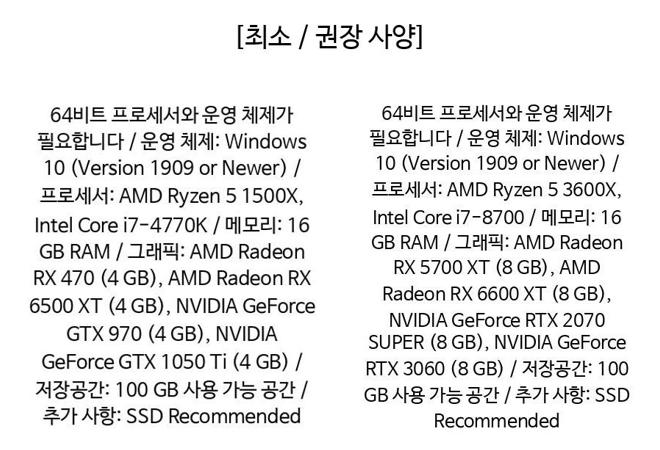 [최소 / 권장 사양]
64비트 프로세서와 운영 체제가
필요합니다 / 운영 체제: Windows
10 (Version 1909 or Newer) /
프로세서: AMD Ryzen 5 1500X,
Intel Core i7-4770K / 메모리: 16
GB RAM / 그래픽: AMD Radeon
RX 470 (4 GB), AMD Radeon RX
6500 XT (4 GB), NVIDIA GeForce
GTX 970 (4 GB), NVIDIA
GeForce GTX 1050 Ti (4 GB) /
저장공간: 100 GB 사용 가능 공간 /
추가 사항: SSD Recommended
64비트 프로세서와 운영 체제가
필요합니다 / 운영 체제: Windows
10 (Version 1909 or Newer) /
프로세서: AMD Ryzen 5 3600X,
Intel Core i7-8700 / 메모리: 16
GB RAM / 그래픽: AMD Radeon
RX 5700 XT (8 GB), AMD
Radeon RX 6600 XT (8 GB),
NVIDIA GeForce RTX 2070
SUPER (8 GB), NVIDIA GeForce
RTX 3060 (8 GB) / 저장공간: 100
GB 사용 가능 공간 / 추가 사항: SSD
Recommended